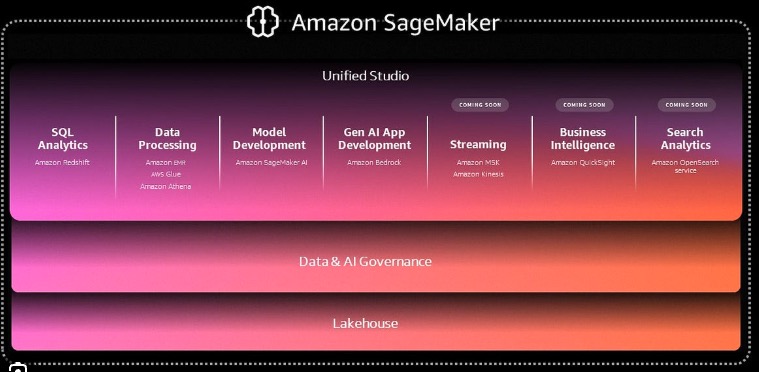 Amazon SageMaker
Unified Studio
COMING SOON
COMING SOON
COMING SOON
SQL
Analytics
Amazon Redshift
Data
Processing
Amazon EMR
AWS Glue
Amazon Athena
Model
Development
Amazon SageMaker AI
Gen AI App
Development
Amazon Bedrock
Streaming
Amazon MSK
Amazon Kinesis
Business
Intelligence
Amazon QuickSight
Search
Analytics
Amazon OpenSearch
service
Data & AI Governance
Lakehouse